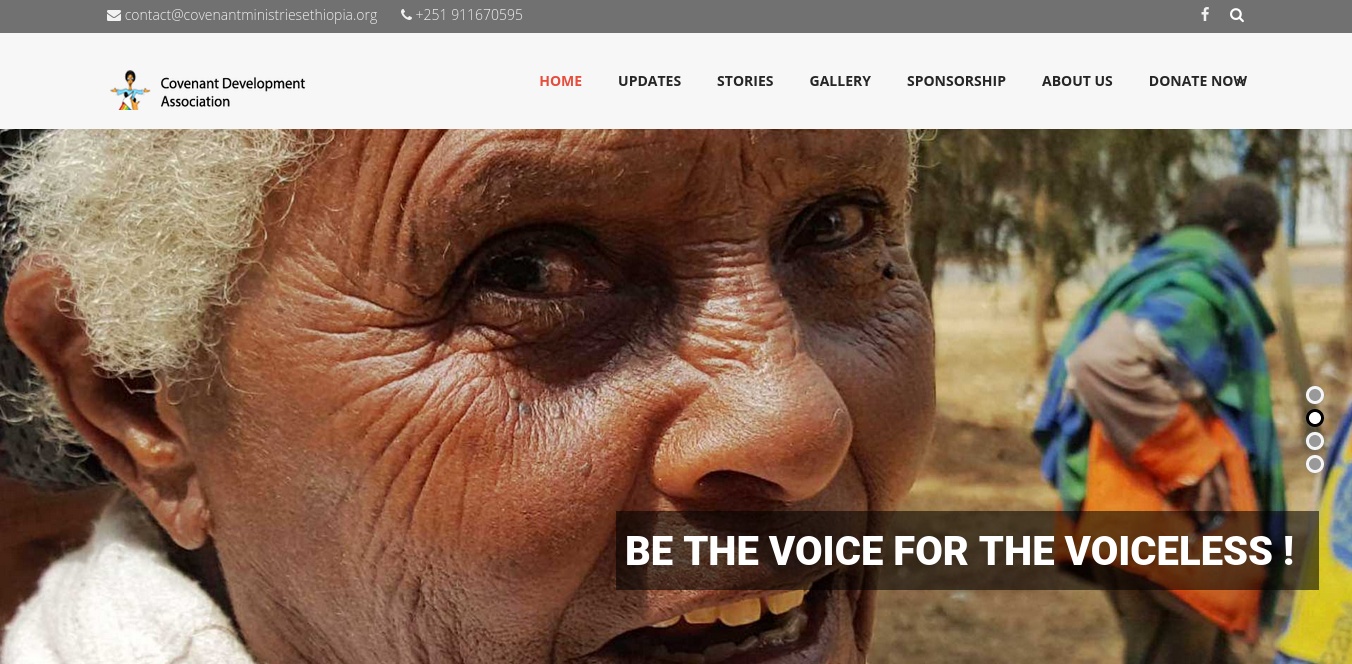 contact@covenantministriesethiopia.org +251 911670595
Covenant Development
Association
HOME UPDATES STORIES GALLERY SPONSORSHIP ABOUT US DONATE NOW
BE THE VOICE FOR THE VOICELESS !